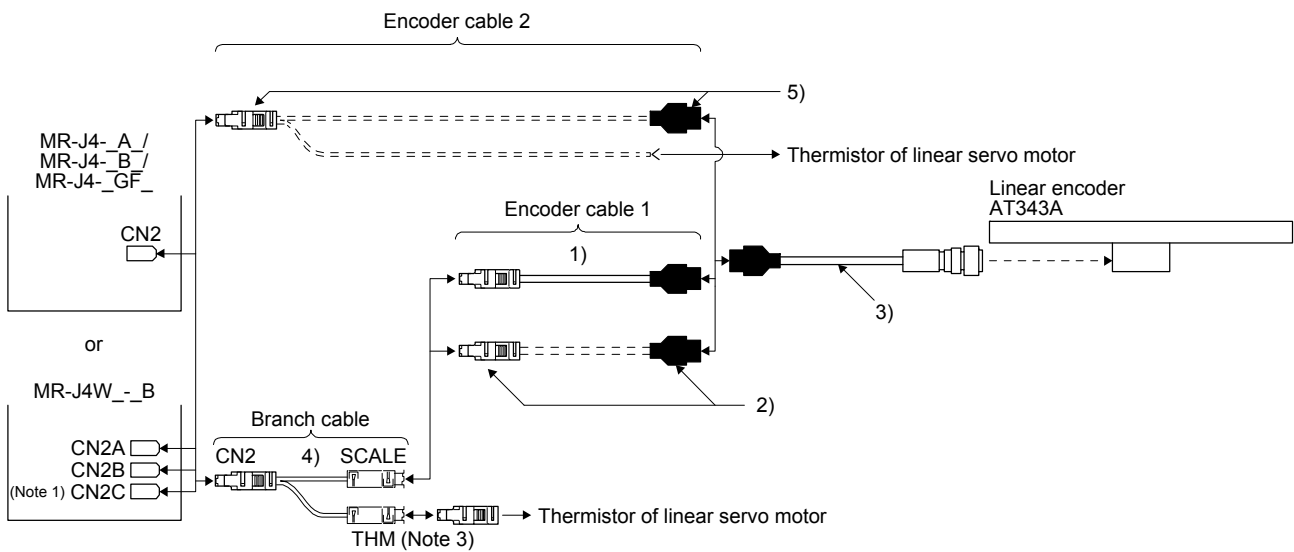 Encoder cable 2
5)
MR-J4-_A_/
MR-J4-_B_/
MR-J4-_GF_
Thermistor of linear servo motor
Linear encoder
AT343A
CN2
Encoder cable 1
1)
3)
or
MR-J4W_-_B
2)
Branch cable
CN2A
CN2 4) SCALE
CN2B
(Note 1) CN2C
Thermistor of linear servo motor
THM (Note 3)